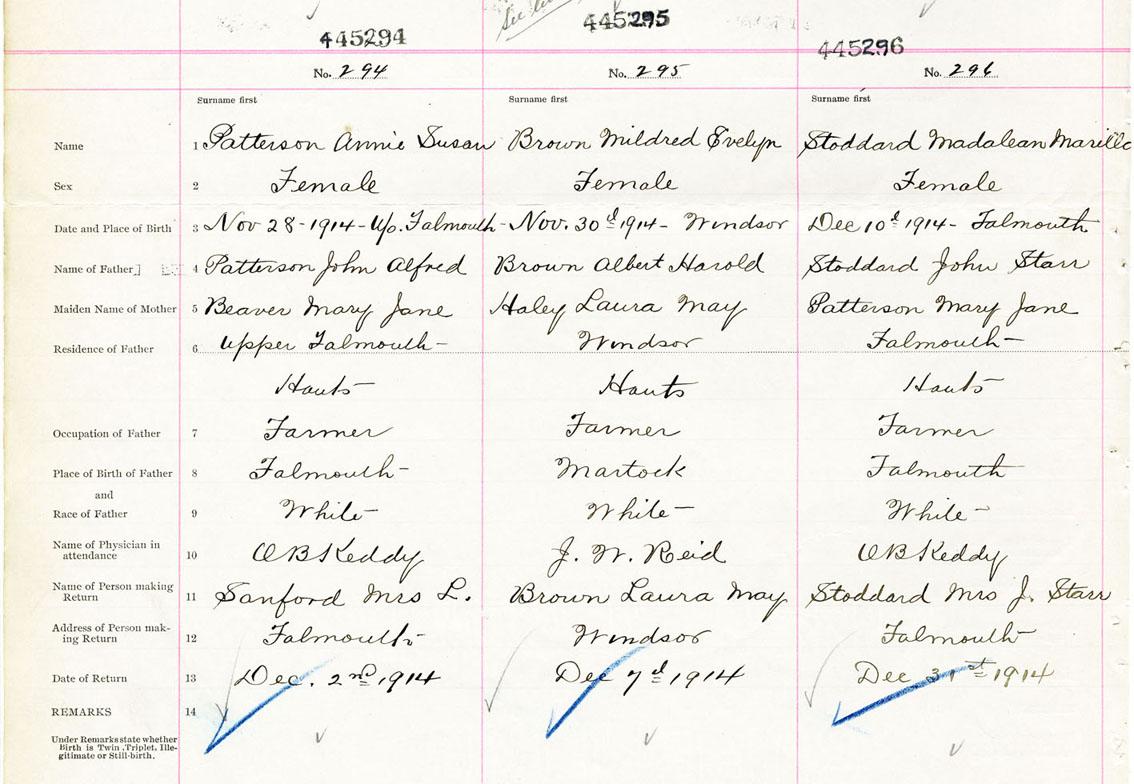 445294 445295 445296
No. 294 No. 295 No. 296
Surname first Surname first Surname first
Name 1 Patterson Annie Susan Brown Mildred Evelyn Stoddard Madalean Marilla
Sex 2 Female Female Female
Date and Place of Birth 3 Nov 28-1914-U/o. Falmouth- Nov. 30d 1914- Windsor Dec 10d 1914- Falmouth
Name of Father 4 Patterson John Alfred Brown Albert Harold Stoddard John Starr
Maiden Name of Mother 5 Beaver Mary Jane Haley Laura May Patterson Mary Jane
Residence of Father 6 Upper Falmouth- Windsor Falmouth-
Hants Hants Hants
Occupation of Father 7 Farmer Farmer Farmer
Place of Birth of Father 8 Falmouth- Martock Falmouth
and
Race of Father 9 White- White- White-
Name of Physician in
attendance 10 OB Keddy J. W. Reid OB Keddy
Name of Person making
Return 11 Sanford Mrs L. Brown Laura May Stoddard Mrs J. Starr
Address of Person mak-
ing Return 12 Falmouth- Windsor Falmouth-
Date of Return 13 Dec. 2nd 1914 Dec 7d 1914 Dec 31st 1914
REMARKS 14
Under Remarks state whether
Birth is Twin, Triplet, Ille-
gitimate or Still-birth.